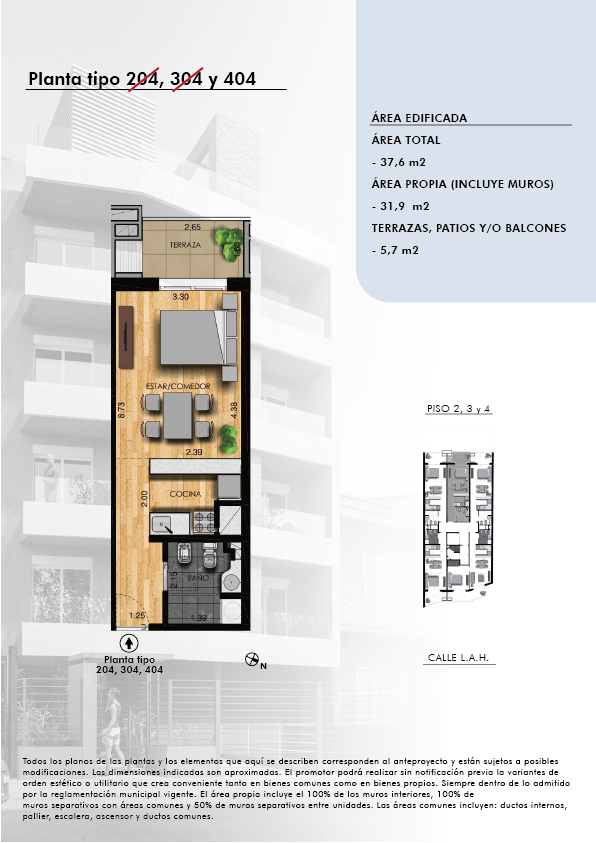 Planta tipo 204, 304 y 404
ÁREA EDIFICADA
ÁREA TOTAL
- 37,6 m2
ÁREA PROPIA (INCLUYE MUROS)
- 31,9 m2
TERRAZAS, PATIOS Y/O BALCONES
- 5,7 m2
2.65
TERRAZA
3.30
ESTAR/COMEDOR
8.73
4.38
2.39
2.00
COCINA
2.15
BAÑO
1.25
1.39
Planta tipo
204, 304, 404
N
PISO 2, 3 y 4
CALLE L.A.H.
Todos los planos de las plantas y los elementos que aquí se describen corresponden al anteproyecto y están sujetos a posibles
modificaciones. Las dimensiones indicadas son aproximadas. El promotor podrá realizar sin notificación previa la variantes de
orden estético o utilitario que crea conveniente tanto en bienes comunes como en bienes propios. Siempre dentro de lo admitido
por la reglamentación municipal vigente. El área propia incluye el 100% de los muros interiores, 100% de
muros separativos con áreas comunes y 50% de muros separativos entre unidades. Las áreas comunes incluyen: ductos internos,
pallier, escalera, ascensor y ductos comunes.